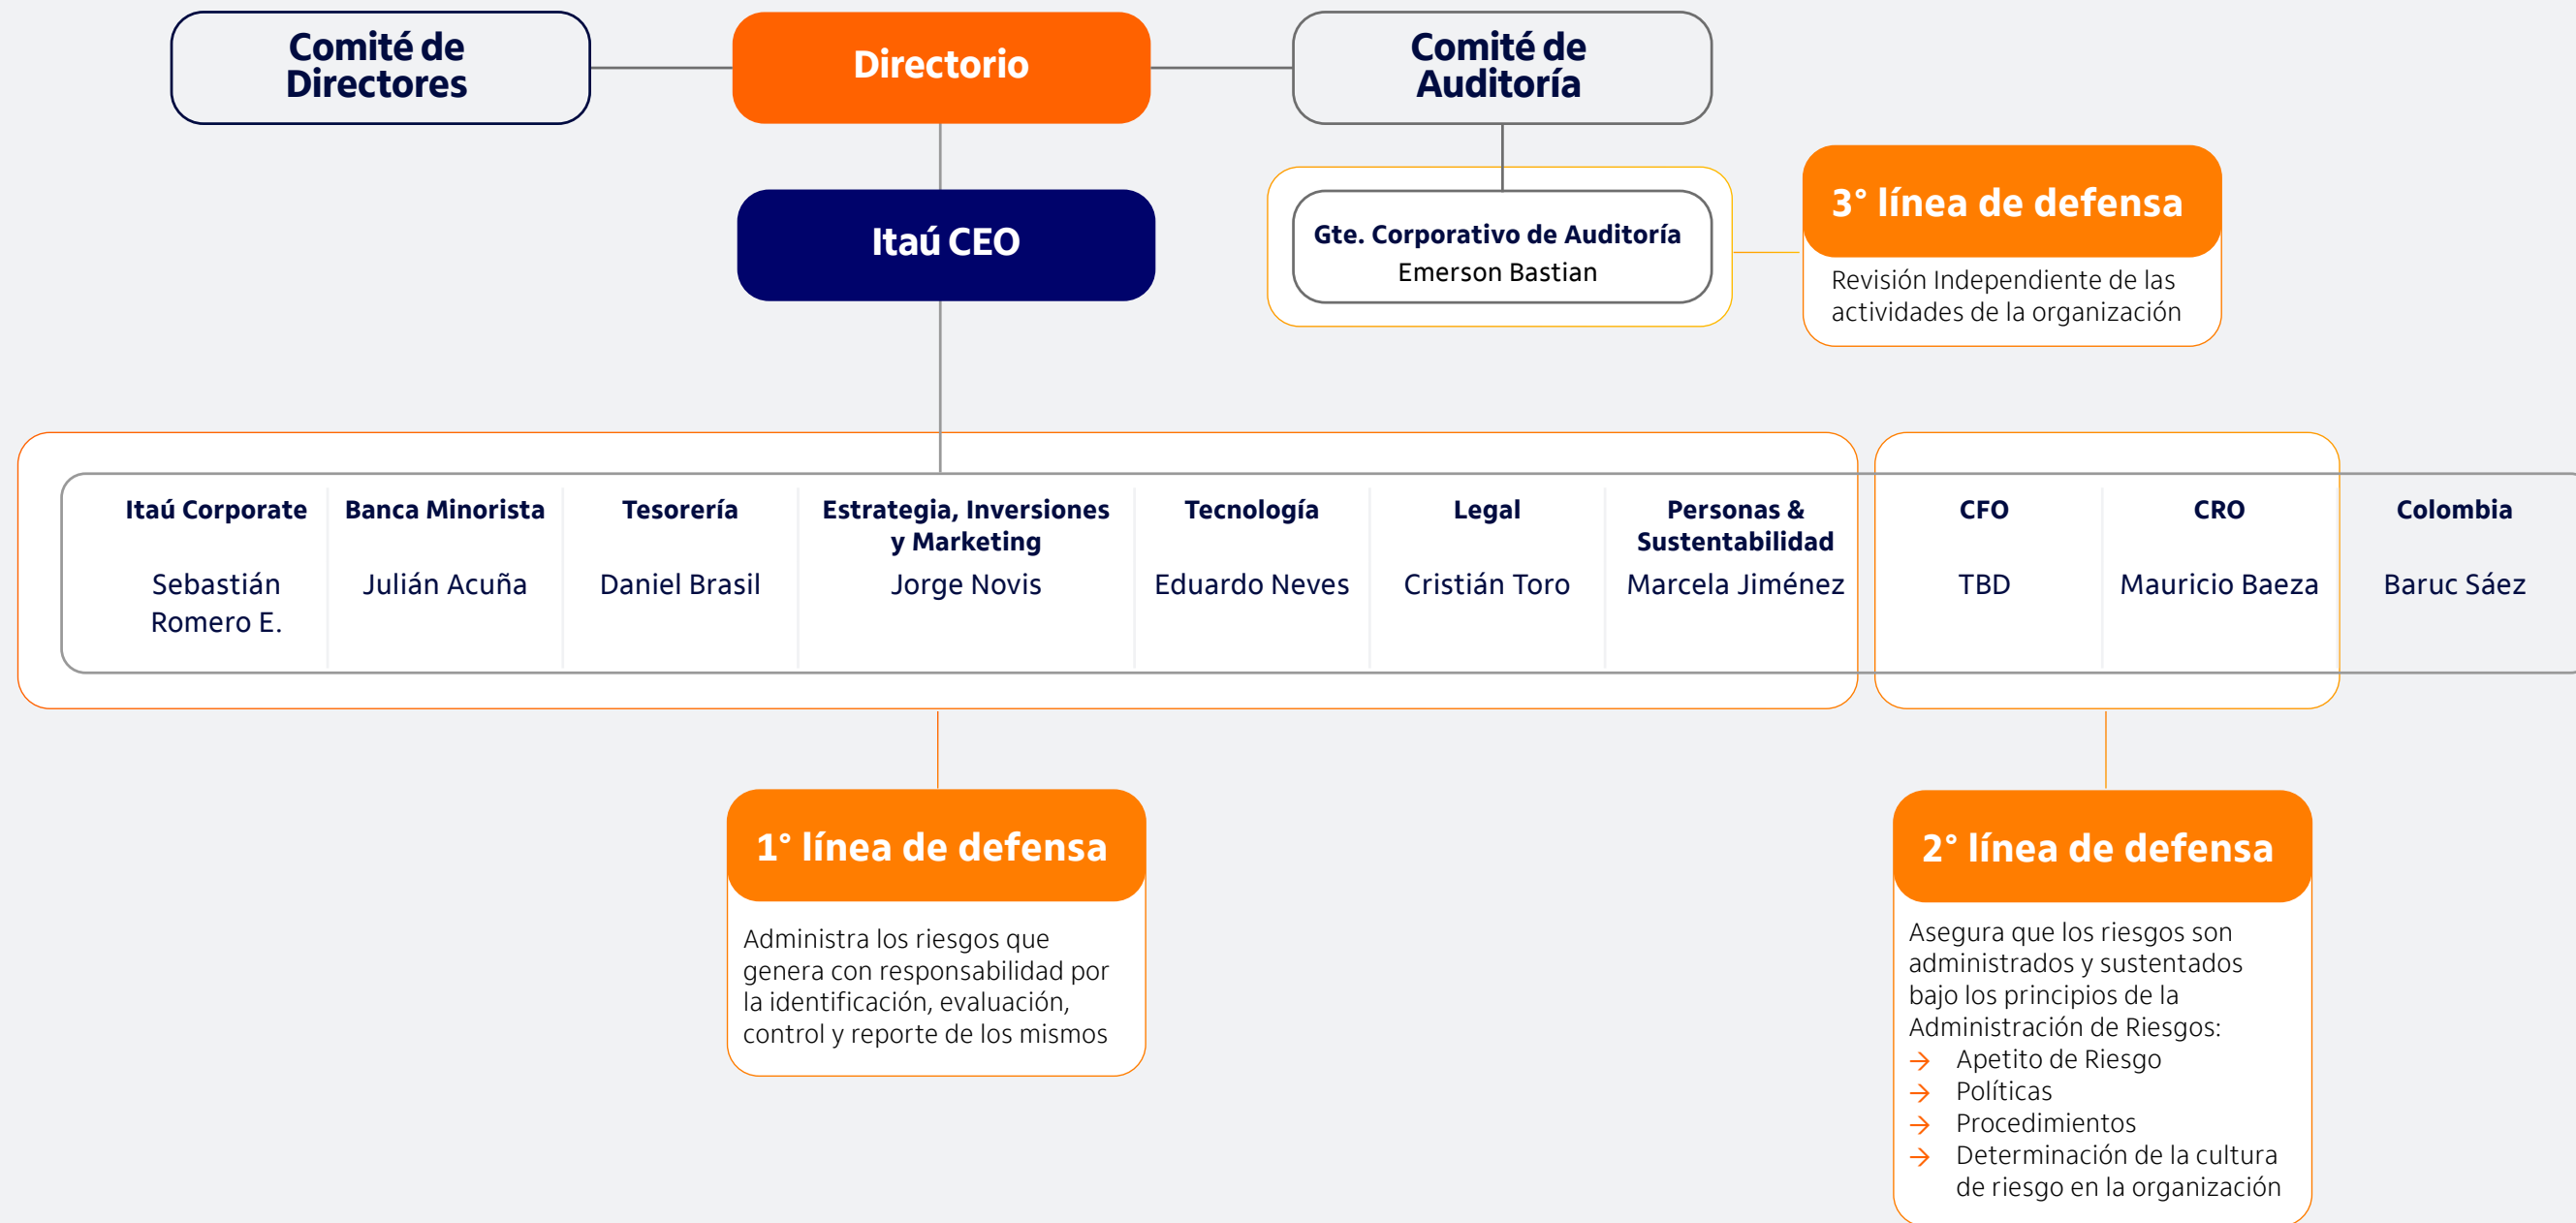 Comité de
Directores
Directorio
Comité de
Auditoría
Itaú CEO
Gte. Corporativo de Auditoría
Emerson Bastian
3° línea de defensa
Revisión Independiente de las
actividades de la organización
Itaú Corporate
Sebastián
Romero E.
Banca Minorista
Julián Acuña
Tesorería
Daniel Brasil
Estrategia, Inversiones
y Marketing
Jorge Novis
Tecnología
Eduardo Neves
Legal
Cristián Toro
Personas &
Sustentabilidad
Marcela Jiménez
CFO
TBD
CRO
Mauricio Baeza
Colombia
Baruc Sáez
1° línea de defensa
Administra los riesgos que
genera con responsabilidad por
la identificación, evaluación,
control y reporte de los mismos
2° línea de defensa
Asegura que los riesgos son
administrados y sustentados
bajo los principios de la
Administración de Riesgos:
→ Apetito de Riesgo
→ Políticas
→ Procedimientos
→ Determinación de la cultura
de riesgo en la organización